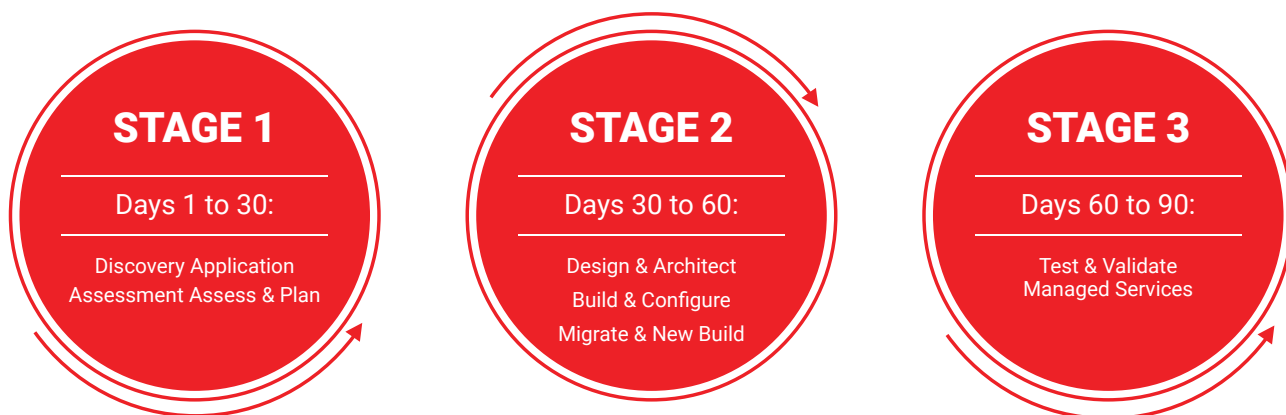 STAGE 1
Days 1 to 30:
Discovery Application
Assessment Assess & Plan
STAGE 2
Days 30 to 60:
Design & Architect
Build & Configure
Migrate & New Build
STAGE 3
Days 60 to 90:
Test & Validate
Managed Services